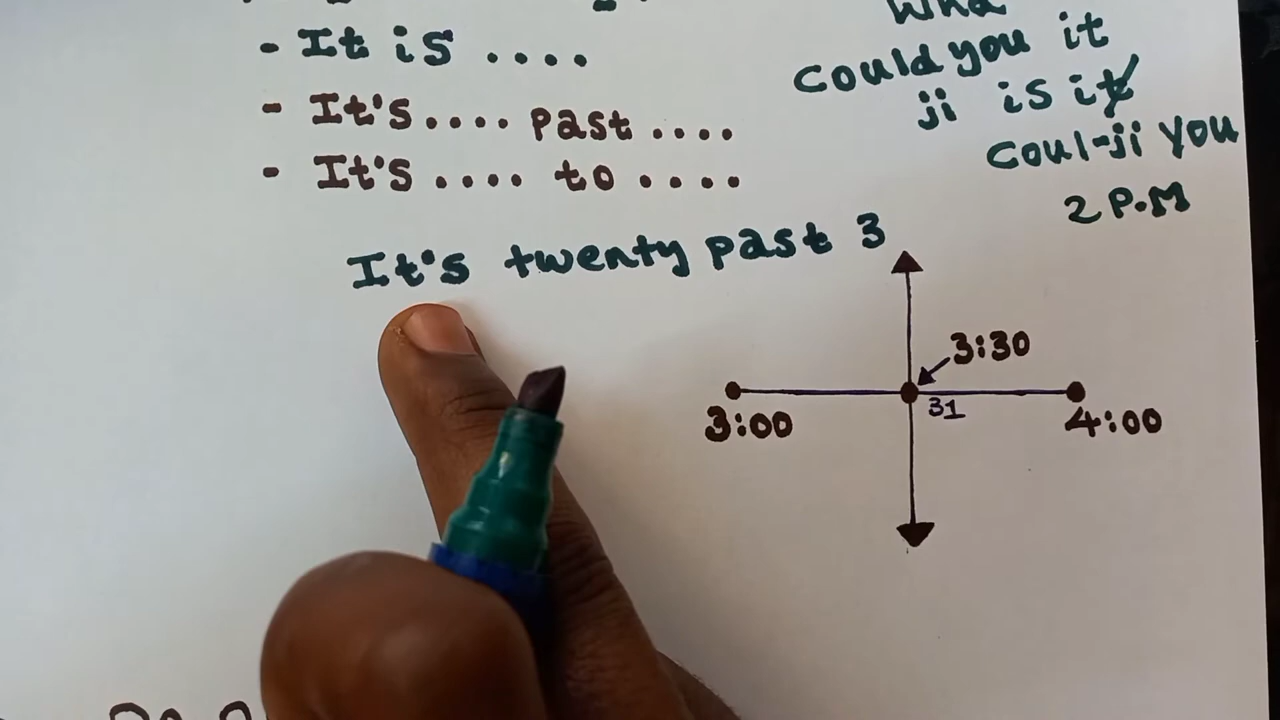 - It is ....
- It's .... past ....
- It's .... to ....
could you it
ji is it
coul-ji you
2 P.M
It's twenty past 3
3:30
31
3:00
4:00